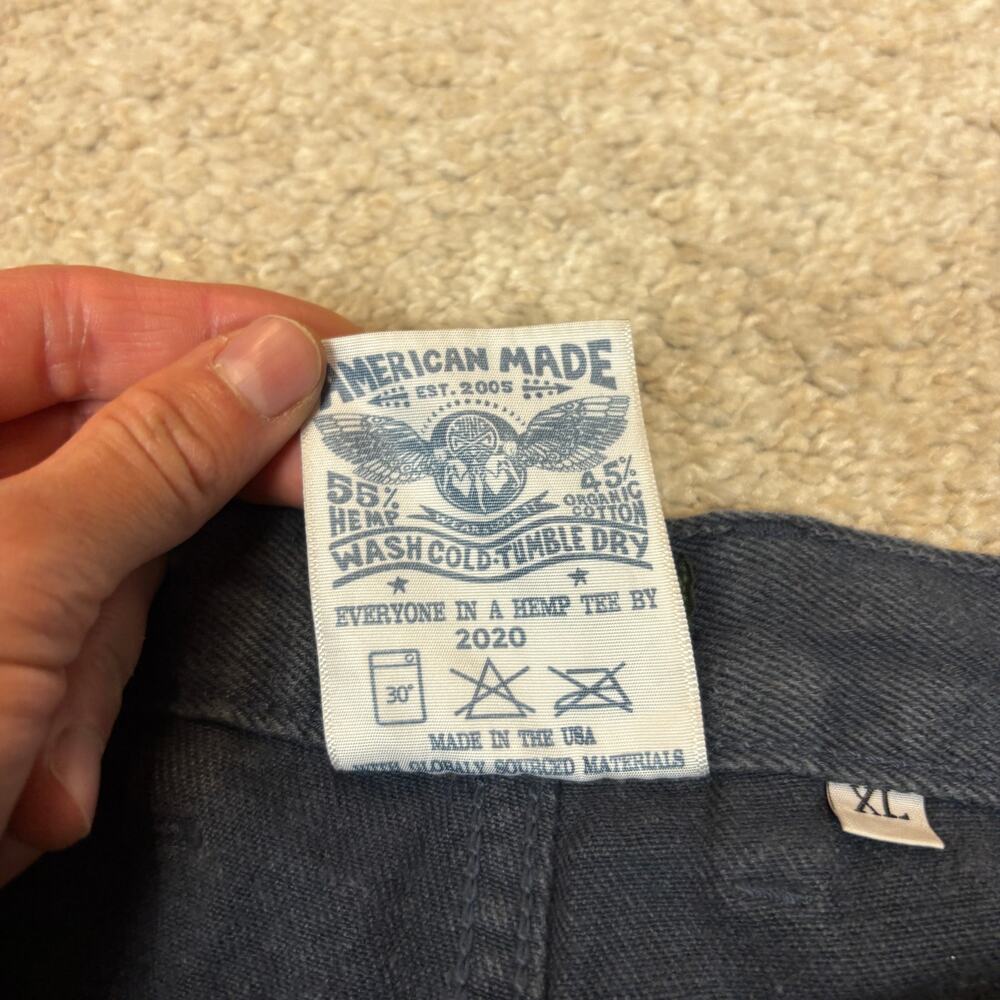 AMERICAN MADE
EST. 2005
55%
HEMP
45%
ORGANIC
COTTON
WASH COLD·TUMBLE DRY
EVERYONE IN A HEMP TEE BY
2020
30°
MADE IN THE USA
WITH GLOBALY SOURCED MATERIALS
XL